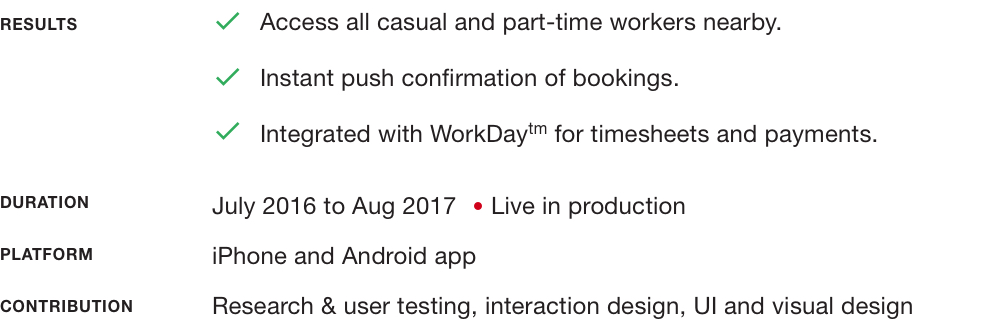 RESULTS Access all casual and part-time workers nearby.
Instant push confirmation of bookings.
Integrated with WorkDaytm for timesheets and payments.
DURATION July 2016 to Aug 2017 • Live in production
PLATFORM iPhone and Android app
CONTRIBUTION Research & user testing, interaction design, UI and visual design